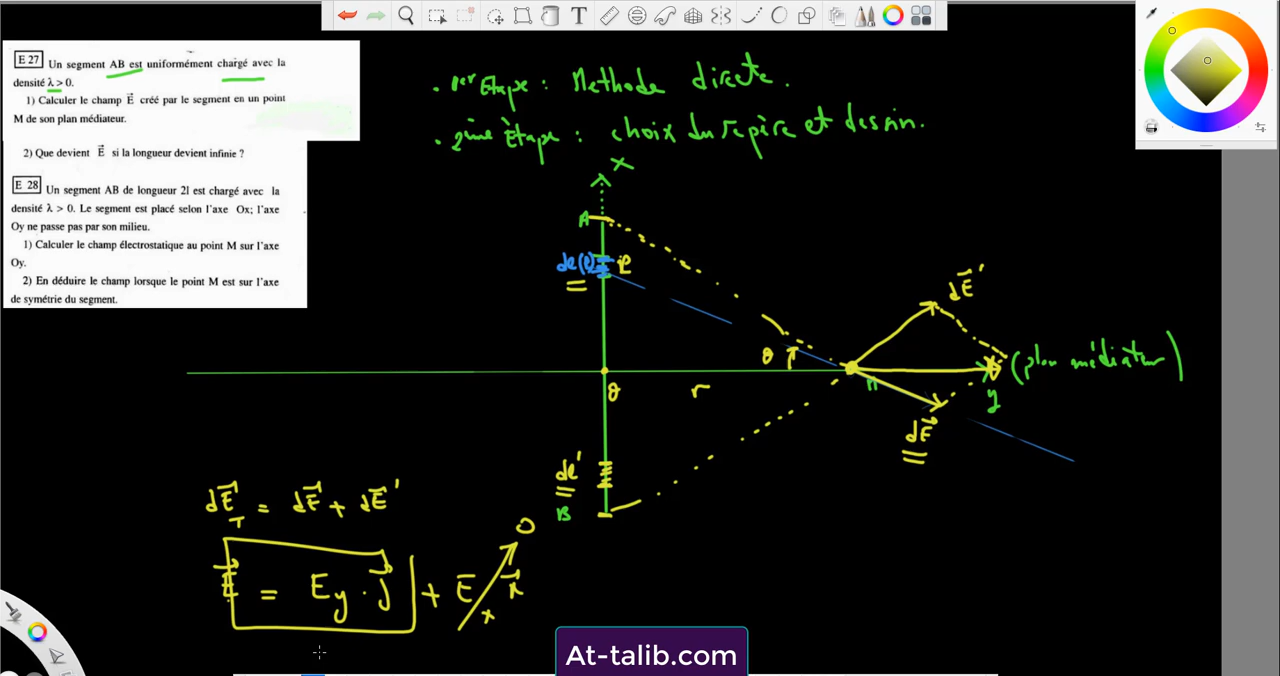 E 27 Un segment AB est uniformément chargé avec la
densité λ > 0.
1) Calculer le champ E⃗ créé par le segment en un point
M de son plan médiateur.
2) Que devient E⃗ si la longueur devient infinie ?
E 28 Un segment AB de longueur 2l est chargé avec la
densité λ > 0. Le segment est placé selon l'axe Ox; l'axe
Oy ne passe pas par son milieu.
1) Calculer le champ électrostatique au point M sur l'axe
Oy.
2) En déduire le champ lorsque le point M est sur l'axe
de symétrie du segment.
. 1er Etape : Methode directe.
. 2ème Ètape : choix du repère et dessin.
x
A
de(P) P
dE⃗'
θ
(plan médiateur)
O
r
M
y
dE⃗
de'
B
dE⃗T = dE⃗ + dE⃗'
O
E⃗ = Ey . j⃗ + Ex
At-talib.com